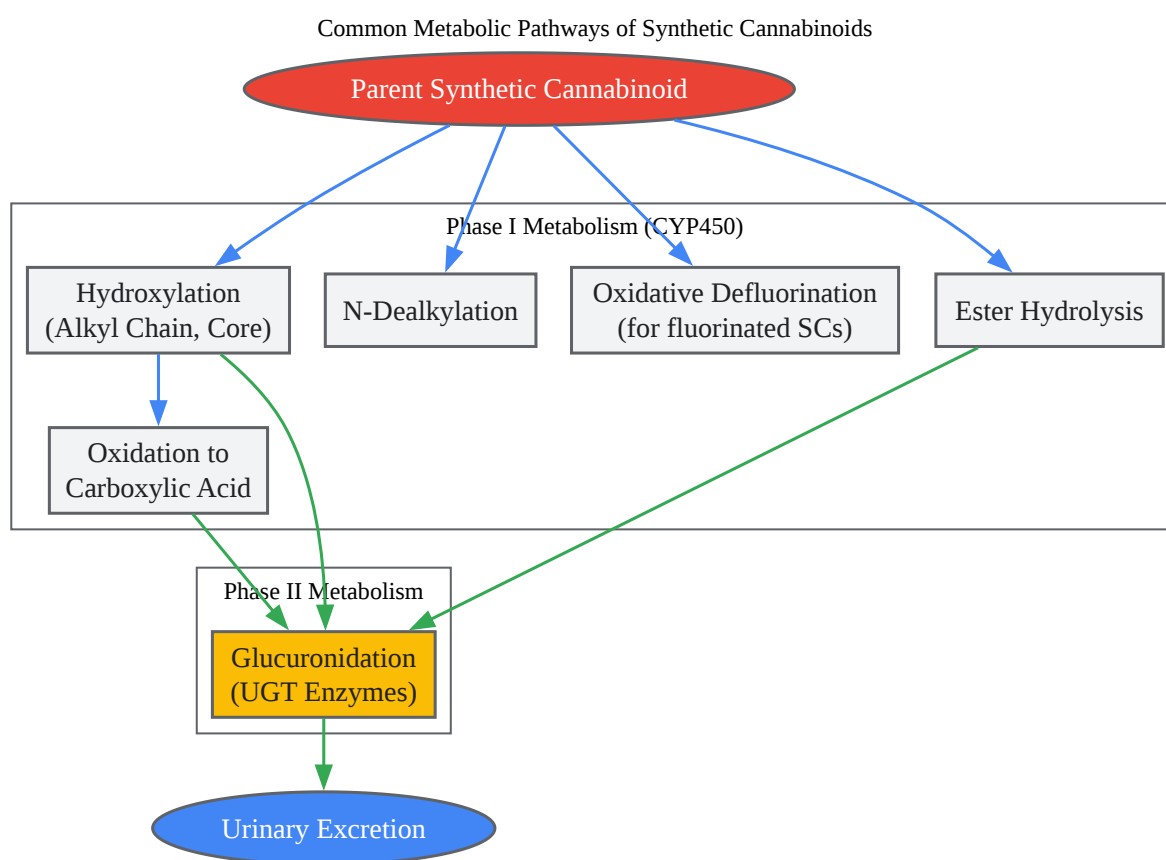 Common Metabolic Pathways of Synthetic Cannabinoids
Parent Synthetic Cannabinoid
Phase I Metabolism (CYP450)
Hydroxylation
(Alkyl Chain, Core)
N-Dealkylation
Oxidative Defluorination
(for fluorinated SCs)
Ester Hydrolysis
Oxidation to
Carboxylic Acid
Phase II Metabolism
Glucuronidation
(UGT Enzymes)
Urinary Excretion